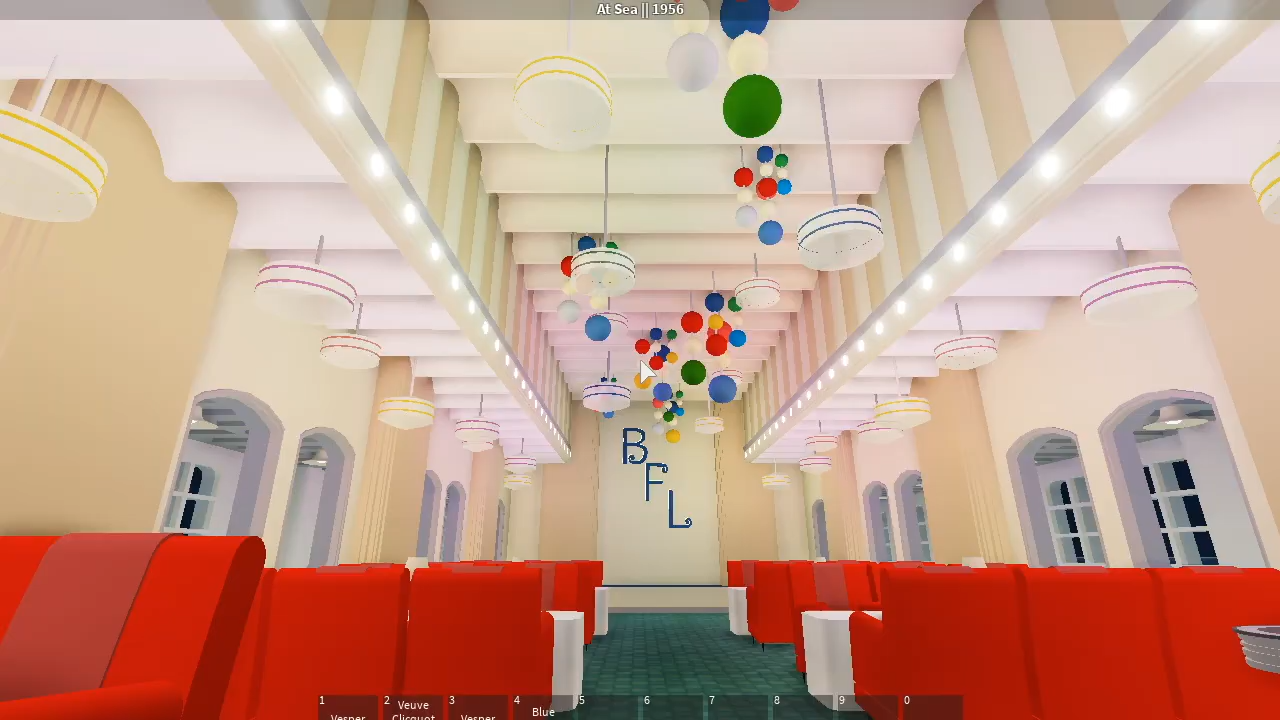 At Sea || 1956
B
F
L
1 2 3 4 5 6 7 8 9 0
Vesper
Veuve
Clicquot
Vesper
Blue